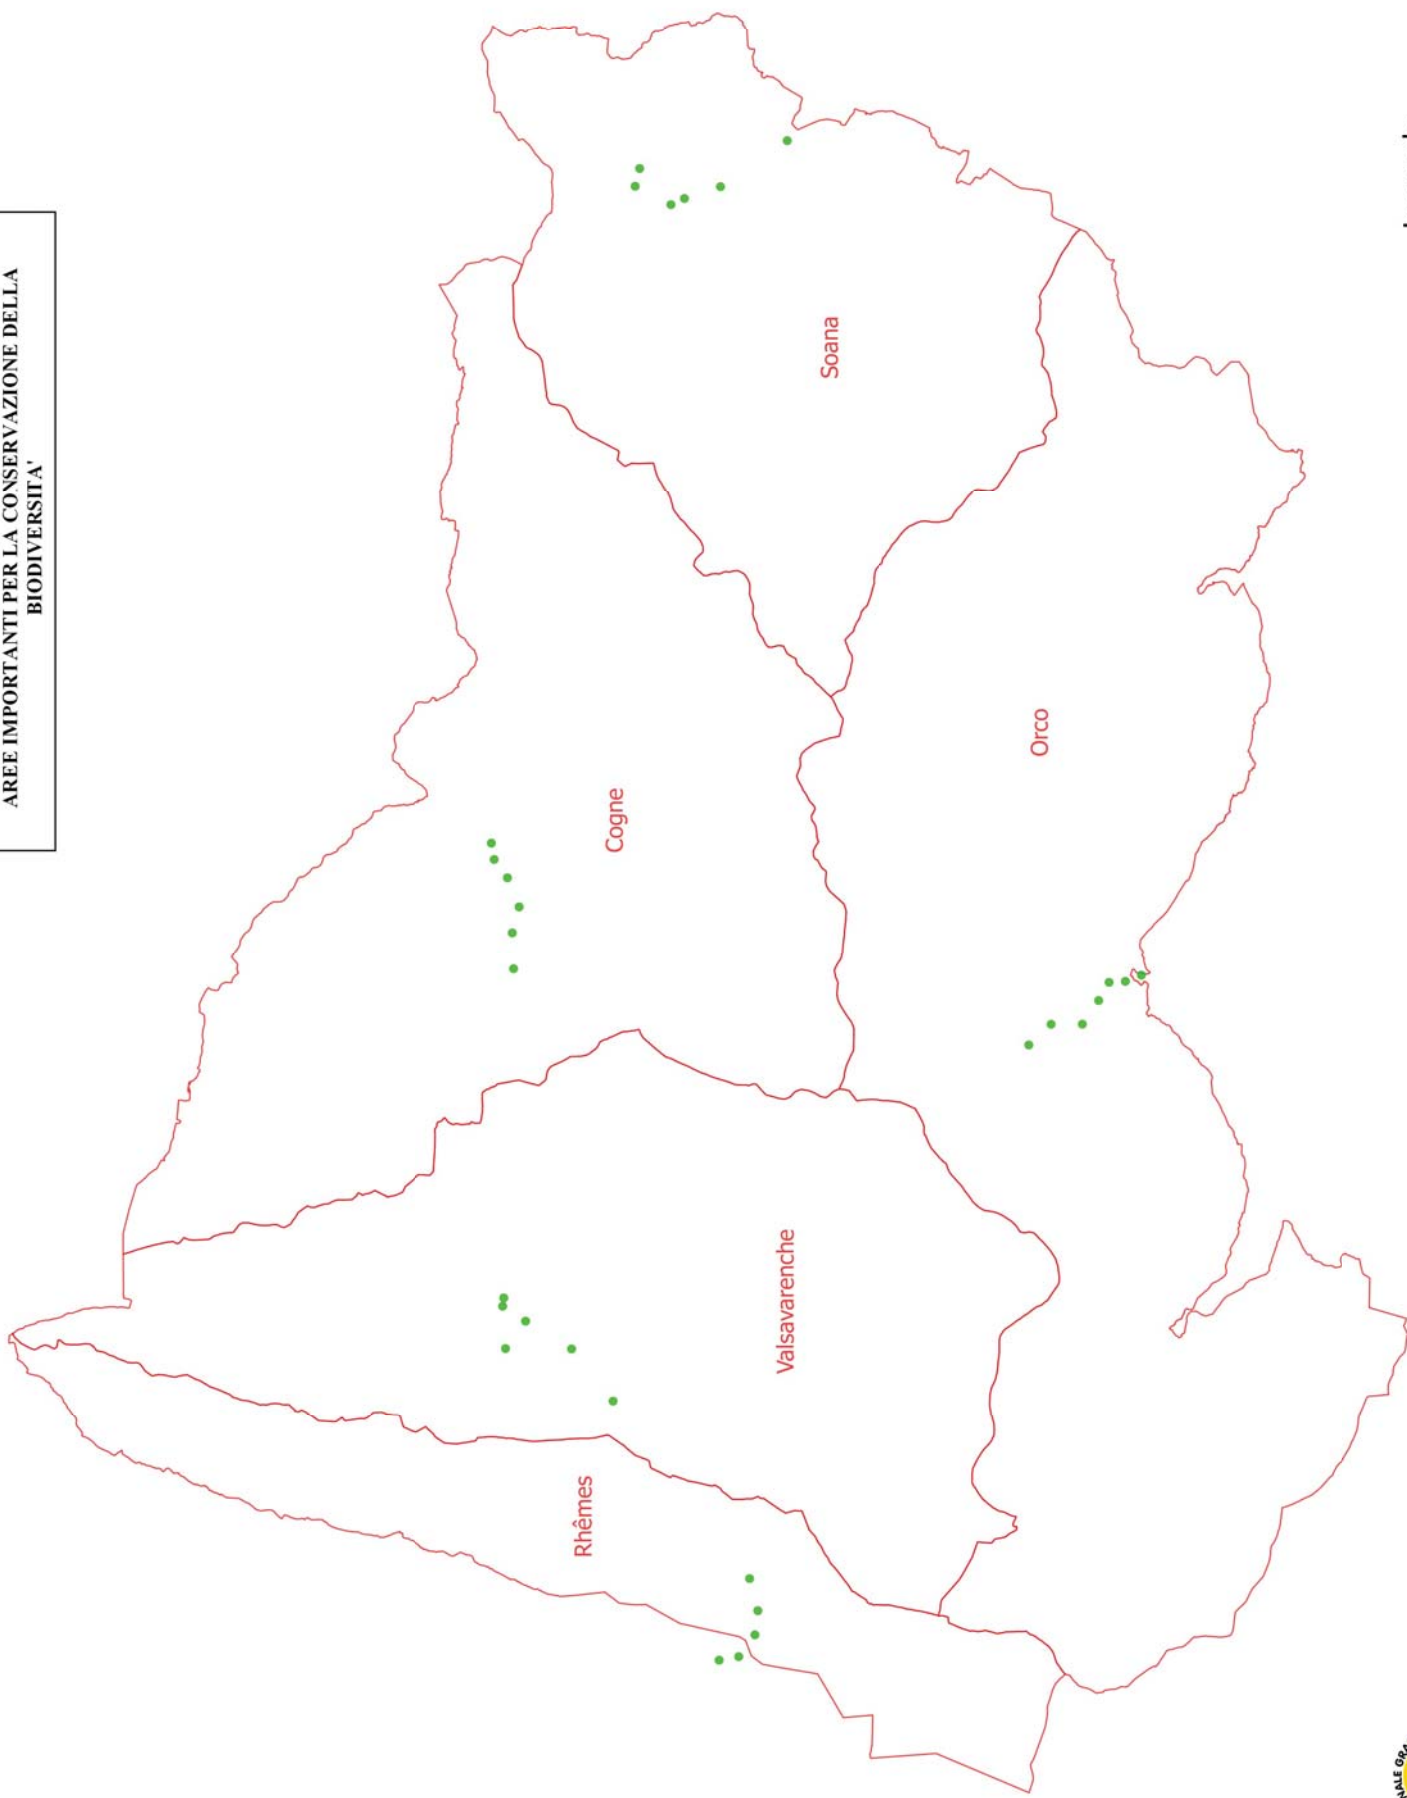 AREE IMPORTANTI PER LA CONSERVAZIONE DELLA
BIODIVERSITA'
Soana
Cogne
Orco
Valsavarenche
Rhêmes